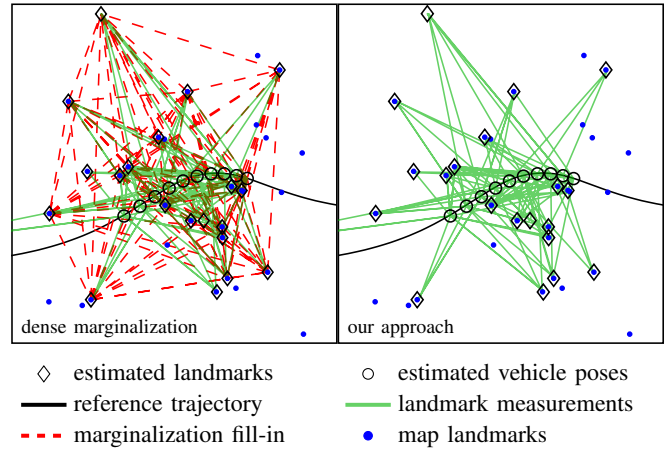 dense marginalization
our approach
estimated landmarks
estimated vehicle poses
reference trajectory
landmark measurements
marginalization fill-in
map landmarks